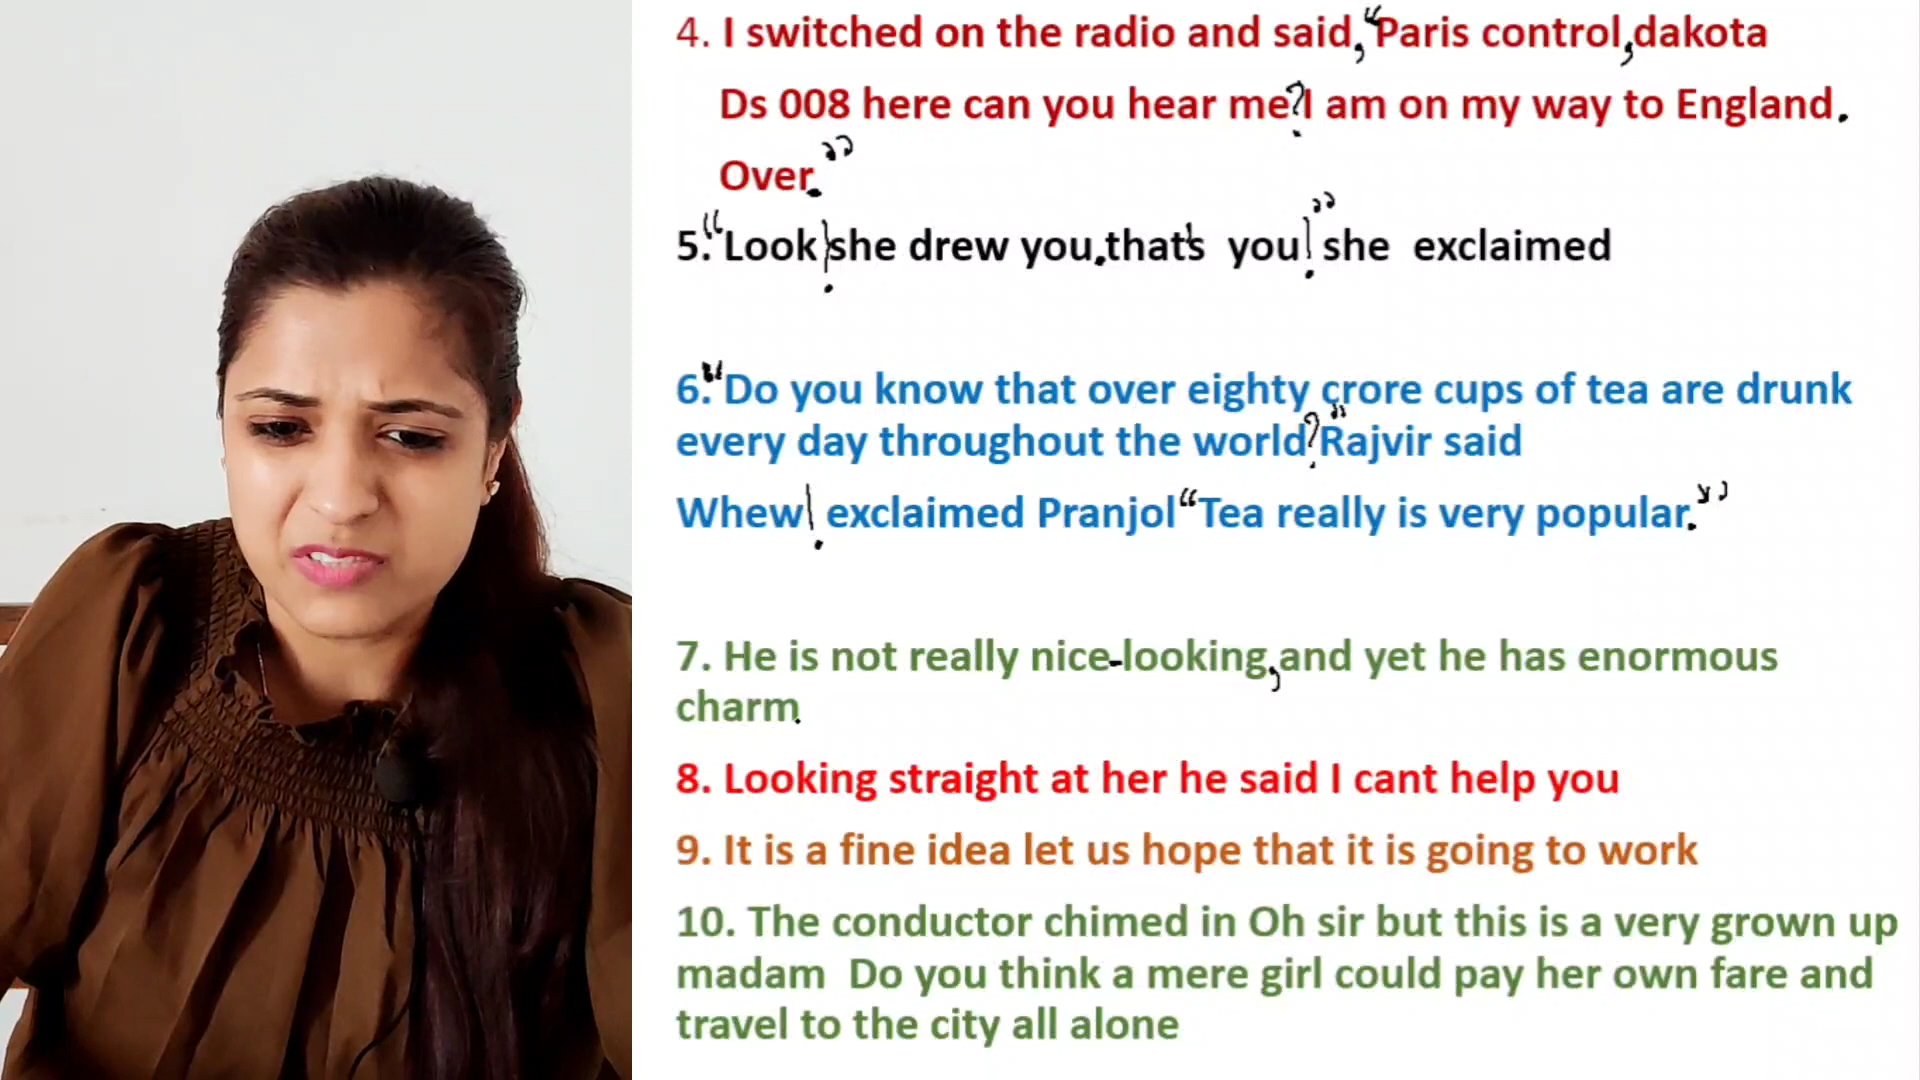 4. I switched on the radio and said, “Paris control,dakota
Ds 008 here can you hear me?I am on my way to England.
Over.”
5.“Look!she drew you.that's you!”she exclaimed
6.“Do you know that over eighty crore cups of tea are drunk
every day throughout the world?”Rajvir said
Whew! exclaimed Pranjol“Tea really is very popular.”
7. He is not really nice-looking,and yet he has enormous
charm.
8. Looking straight at her he said I cant help you
9. It is a fine idea let us hope that it is going to work
10. The conductor chimed in Oh sir but this is a very grown up
madam Do you think a mere girl could pay her own fare and
travel to the city all alone